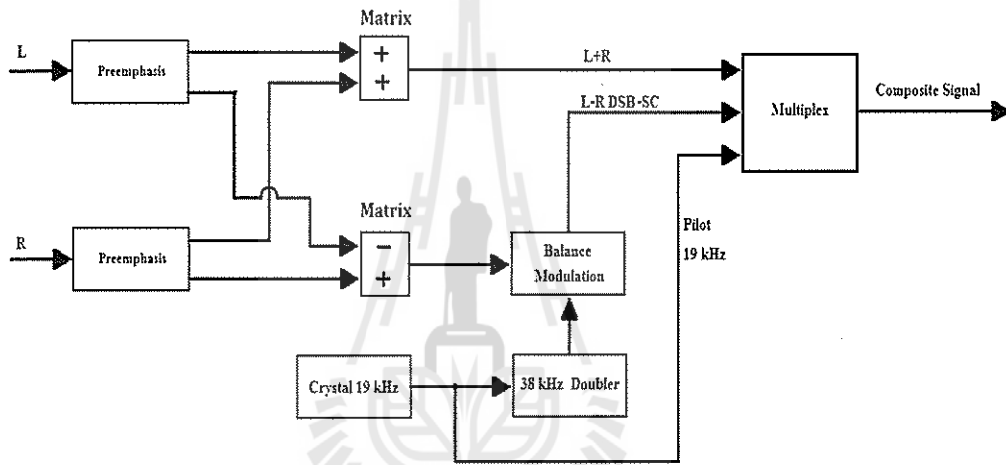 Matrix
L
Preemphasis
+
+
L+R
L-R DSB-SC
Multiplex
Composite Signal
Matrix
R
Preemphasis
−
+
Balance
Modulation
Pilot
19 kHz
Crystal 19 kHz
38 kHz Doubler